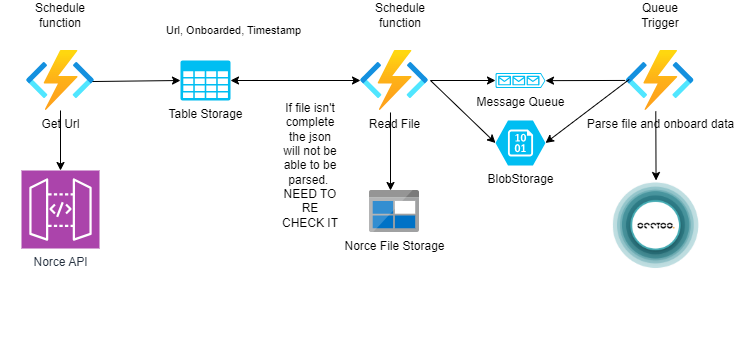 Schedule
function
Schedule
function
Queue
Trigger
Url, Onboarded, Timestamp
Get Url
Table Storage
If file isn't
complete
the json
will not be
able to be
parsed.
NEED TO
RE
CHECK IT
Read File
Message Queue
Parse file and onboard data
10
01
BlobStorage
</>
Norce API
Norce File Storage
occtoo